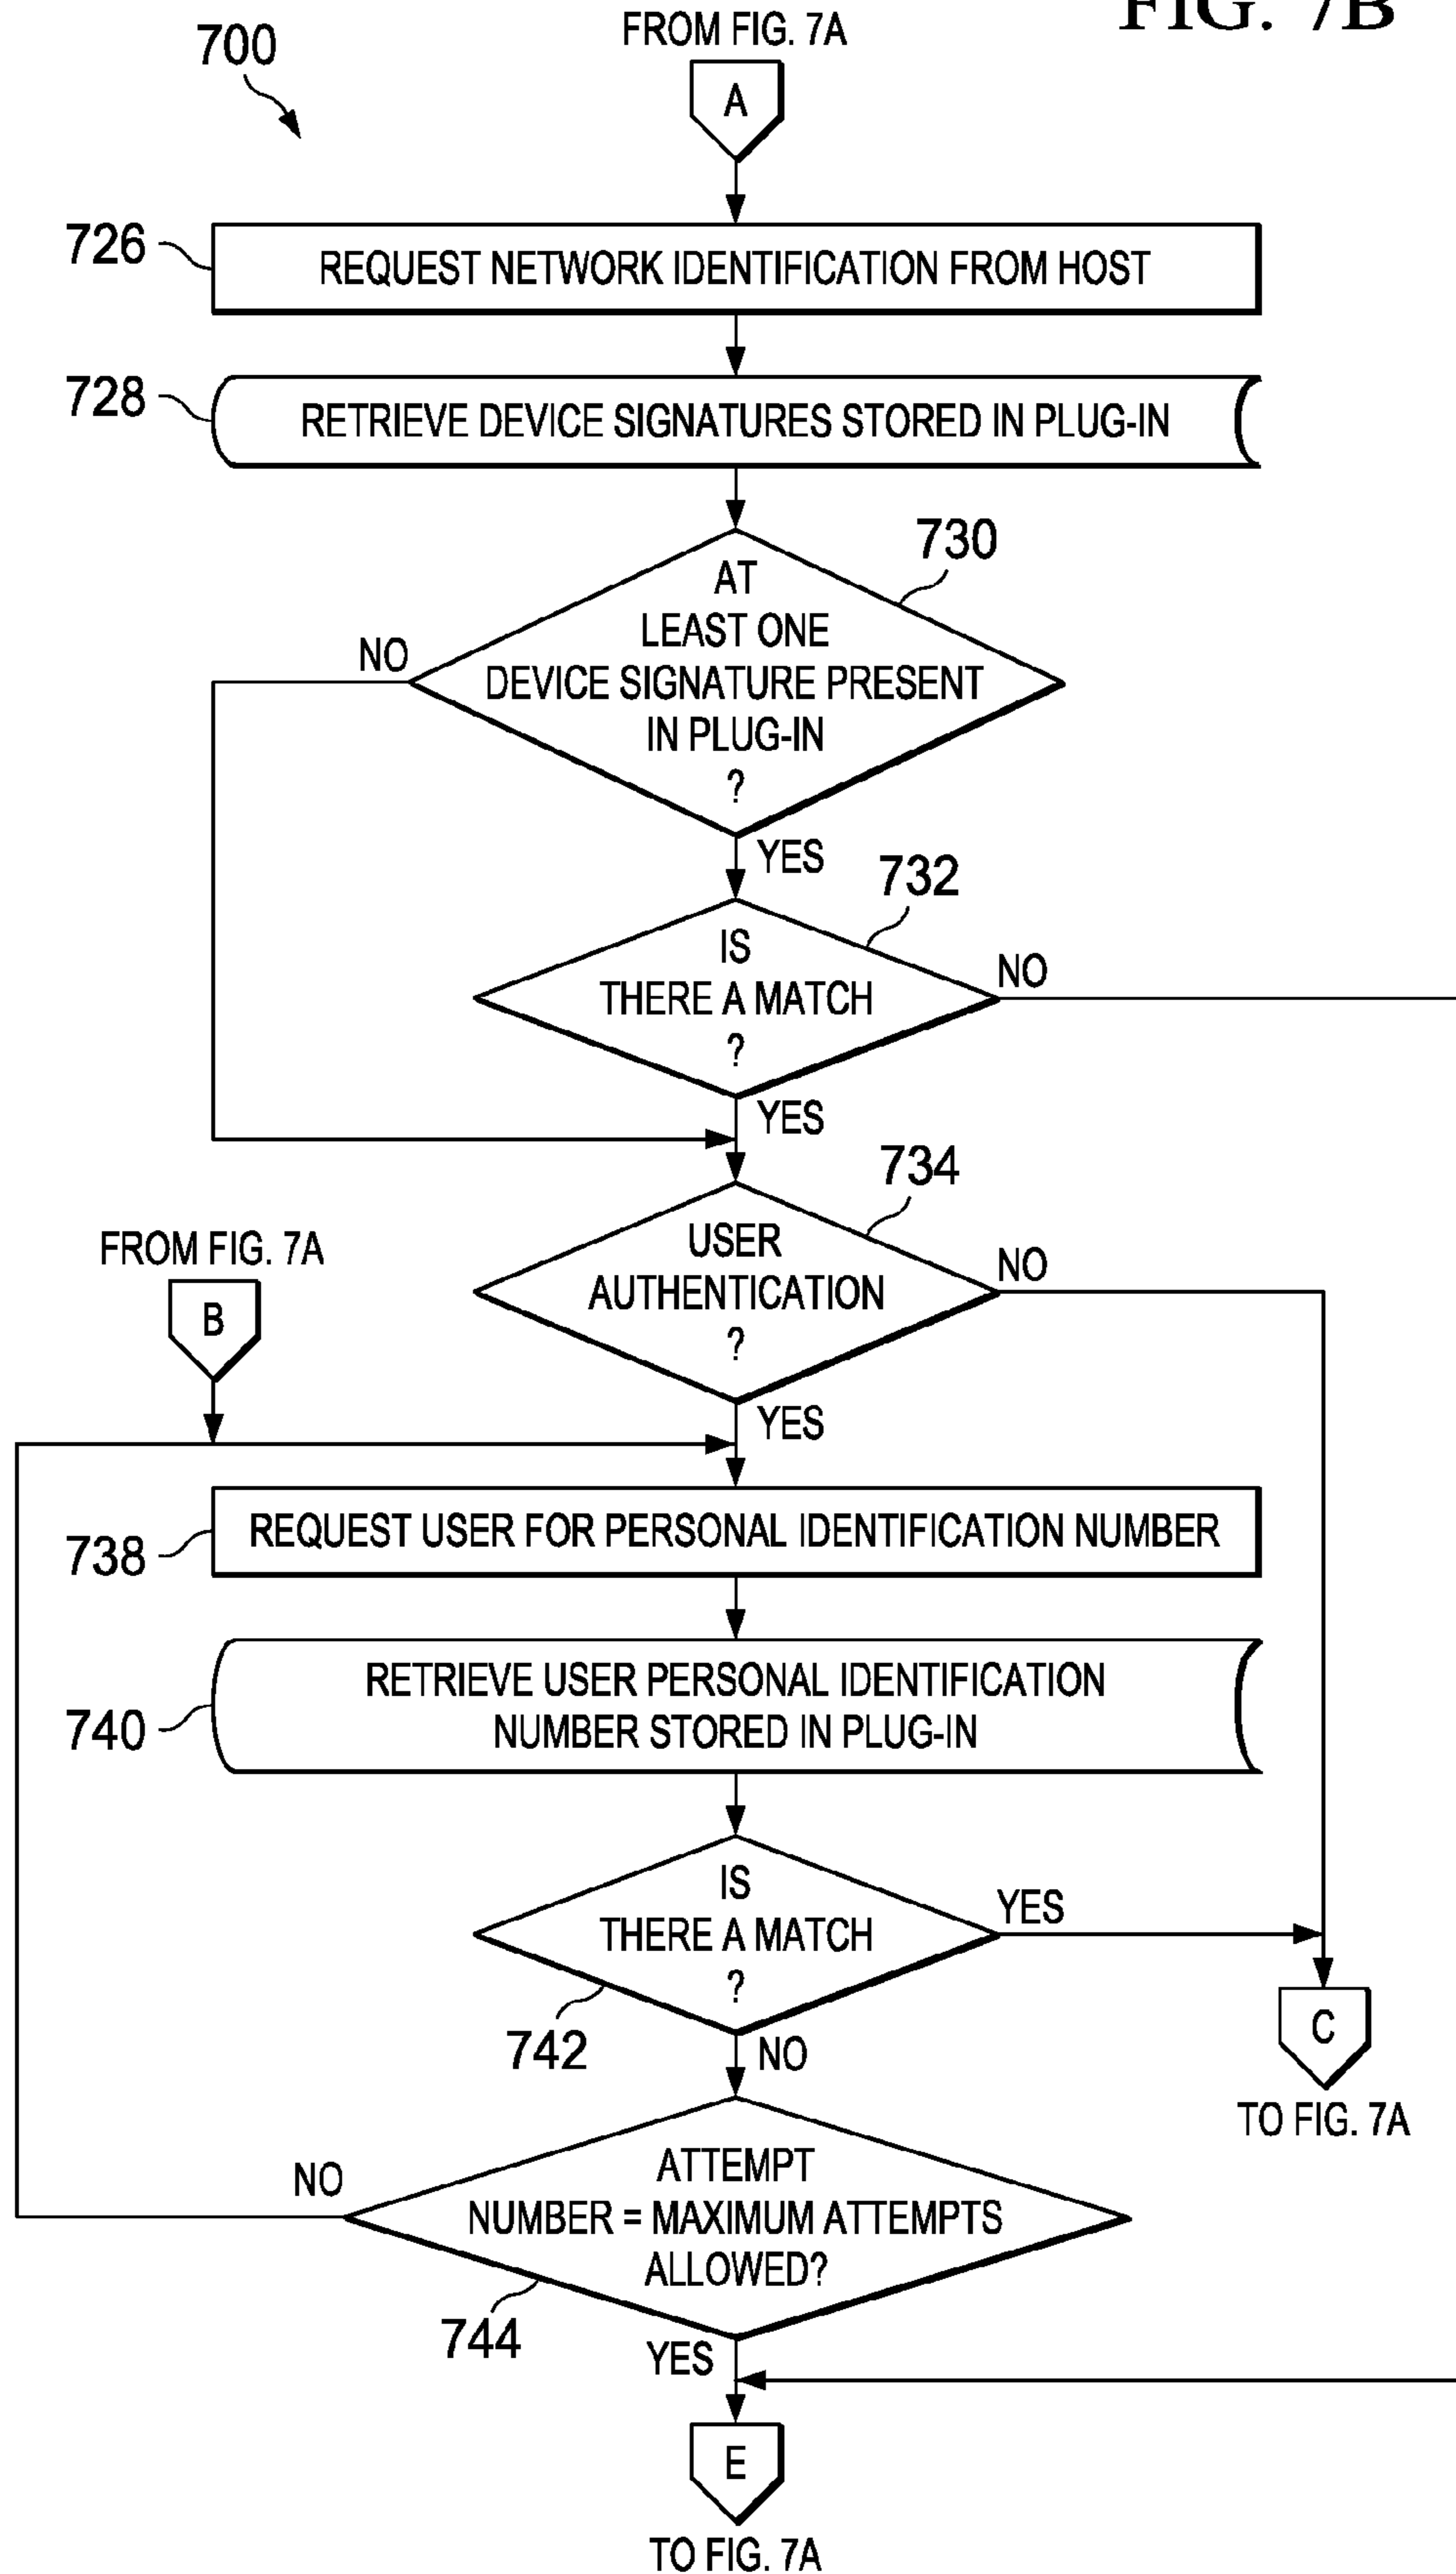 FIG. 7B
700
FROM FIG. 7A
A
726
REQUEST NETWORK IDENTIFICATION FROM HOST
728
RETRIEVE DEVICE SIGNATURES STORED IN PLUG-IN
730
AT
LEAST ONE
DEVICE SIGNATURE PRESENT
IN PLUG-IN
?
NO
YES
732
IS
THERE A MATCH
?
NO
YES
734
USER
AUTHENTICATION
?
NO
YES
FROM FIG. 7A
B
738
REQUEST USER FOR PERSONAL IDENTIFICATION NUMBER
740
RETRIEVE USER PERSONAL IDENTIFICATION
NUMBER STORED IN PLUG-IN
IS
THERE A MATCH
?
YES
742
NO
C
TO FIG. 7A
ATTEMPT
NUMBER = MAXIMUM ATTEMPTS
ALLOWED?
NO
744
YES
E
TO FIG. 7A